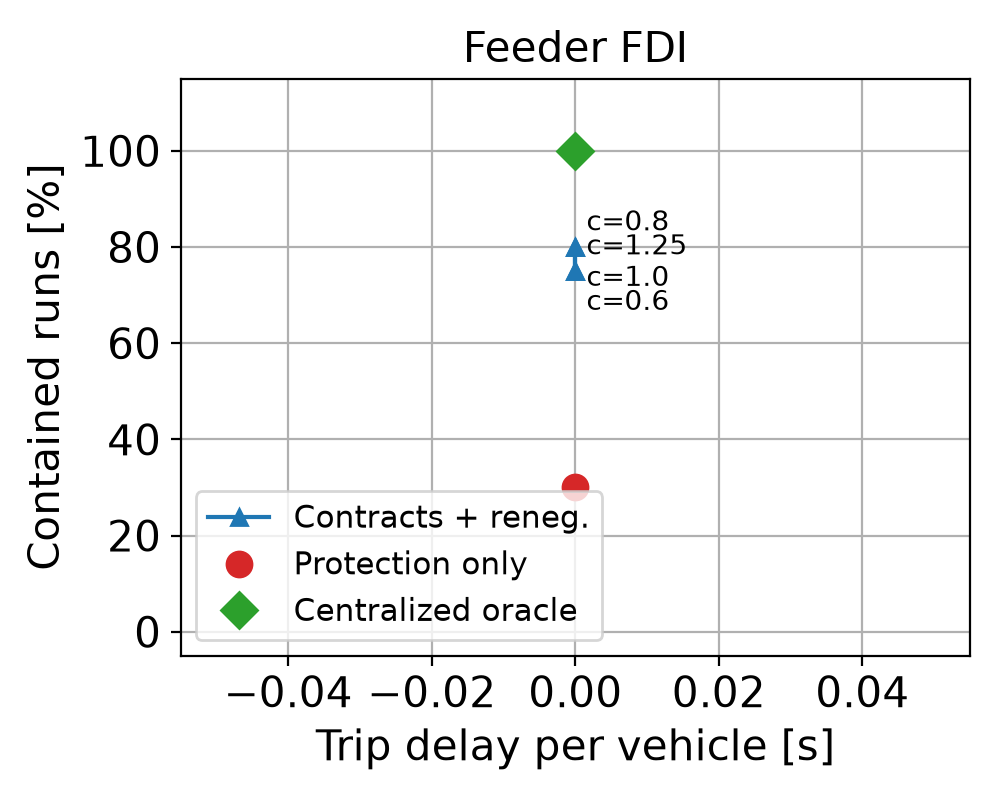 Feeder FDI
Contained runs [%]
100
80
60
40
20
0
c=0.8
c=1.25
c=1.0
c=0.6
Contracts + reneg.
Protection only
Centralized oracle
−0.04 −0.02 0.00 0.02 0.04
Trip delay per vehicle [s]